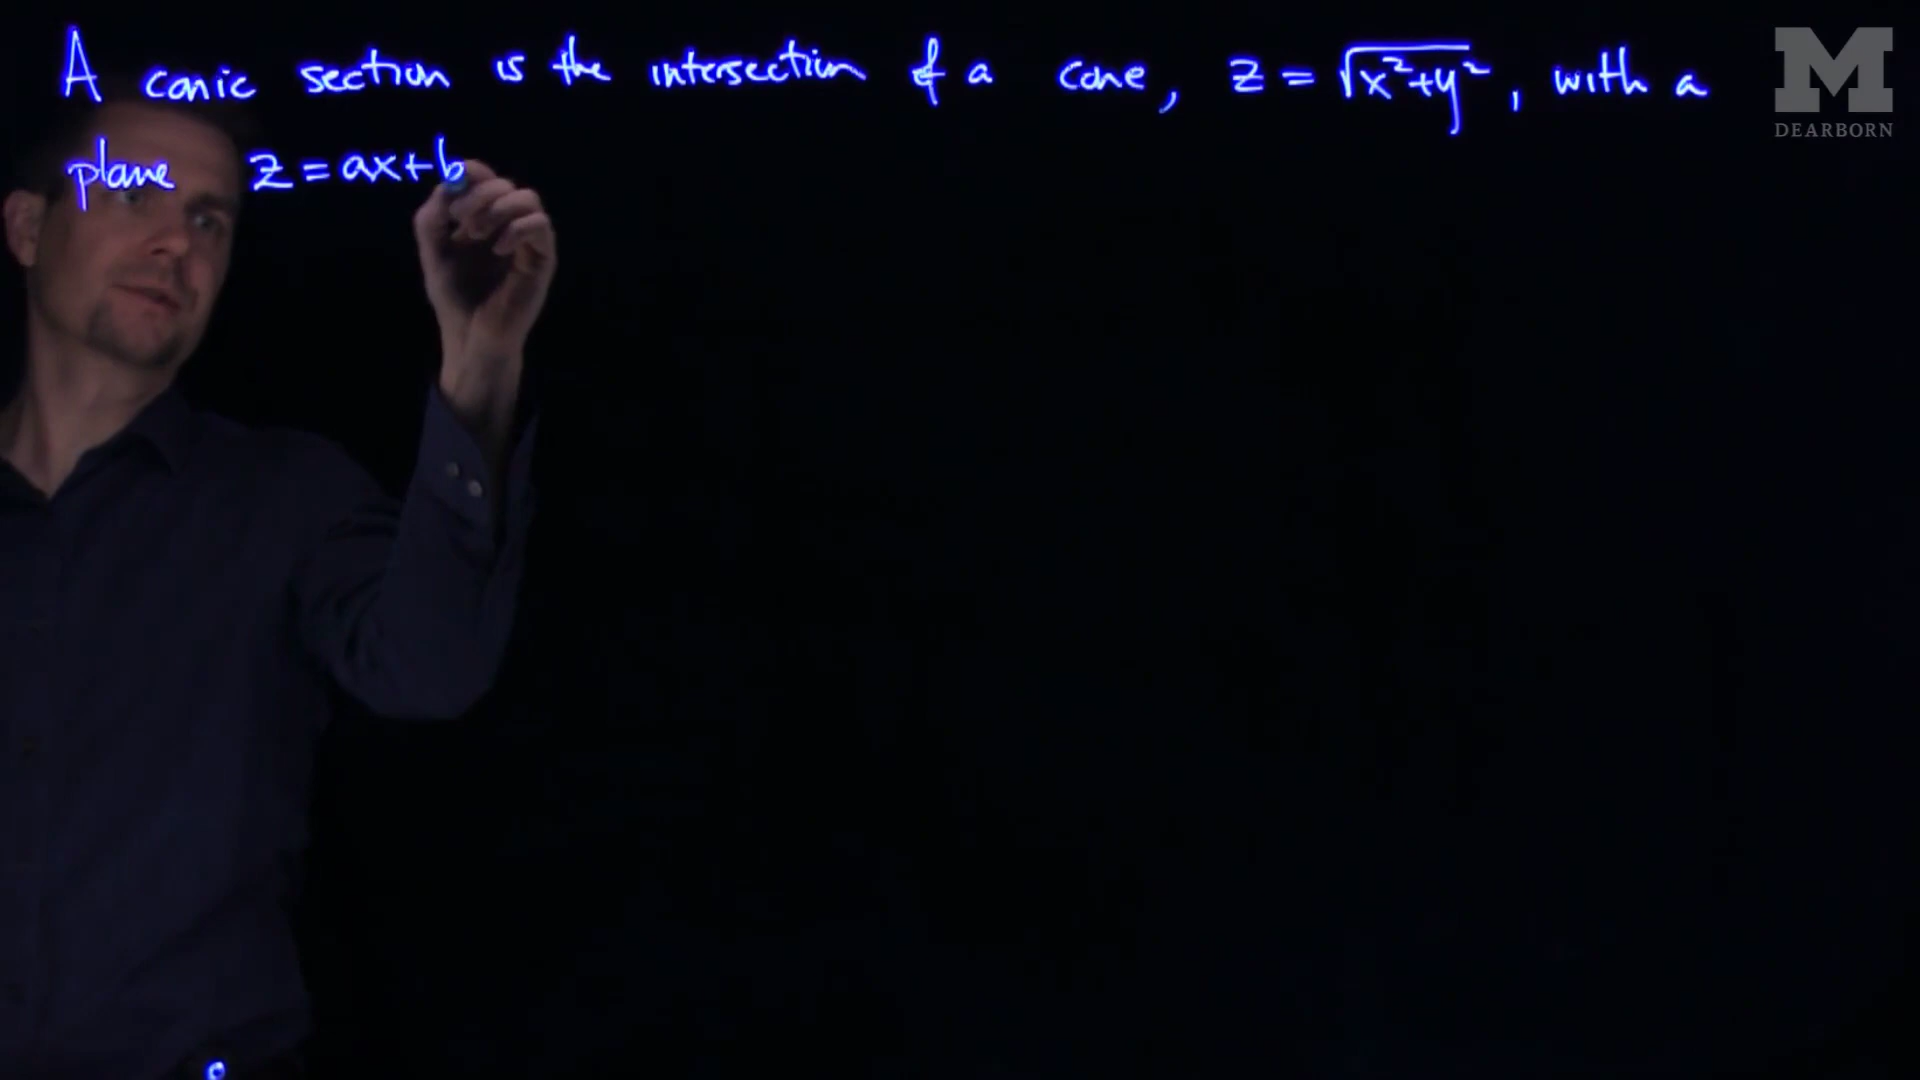 A conic section is the intersection of a cone, z = √x²+y², with a
plane z = ax+b
M
DEARBORN